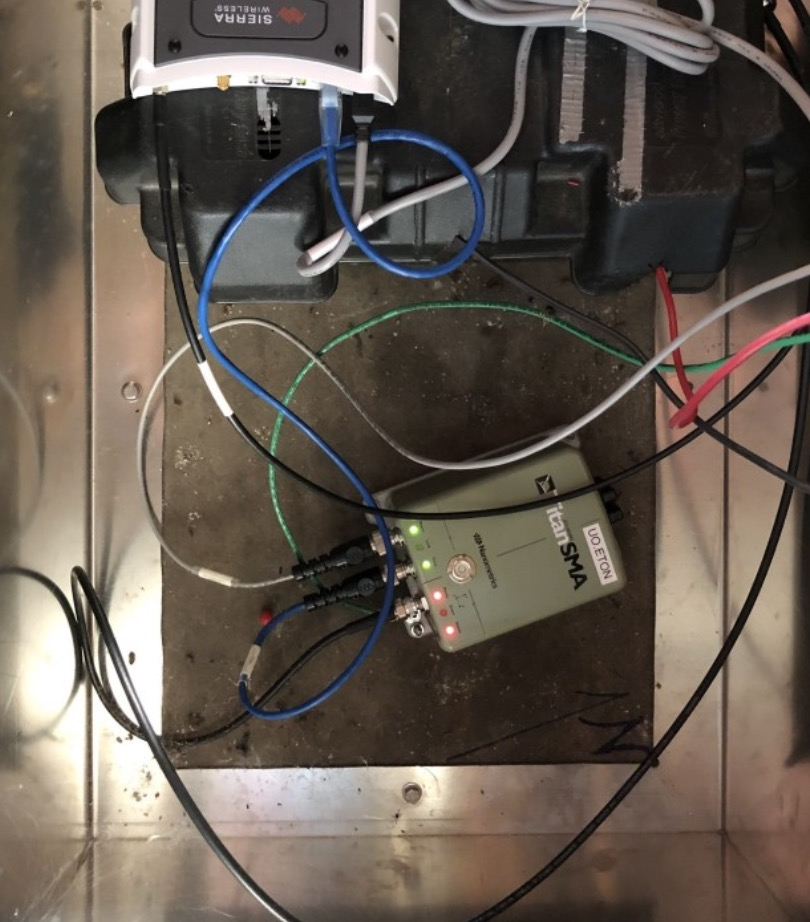 SIERRA
WIRELESS
TitanSMA
UO.ETON
Nanometrics